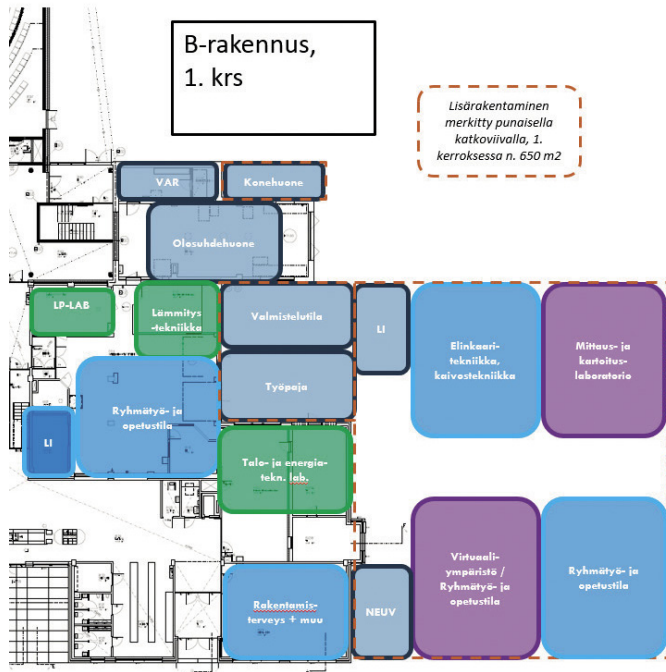 B-rakennus,
1. krs
Lisärakentaminen
merkitty punaisella
katkoviivalla, 1.
kerroksessa n. 650 m2
VAR
Konehuone
Olosuhdehuone
LP-LAB
Lämmitys
-tekniikka
Valmistelutila
LI
Elinkaari-
tekniikka,
kaivostekniikka
Mittaus- ja
kartoitus-
laboratorio
Työpaja
Ryhmätyö- ja
opetustila
LI
Talo- ja energia-
tekn. lab.
Virtuaali-
ympäristö /
Ryhmätyö- ja
opetustila
Ryhmätyö- ja
opetustila
Rakentamis-
terveys + muu
NEUV